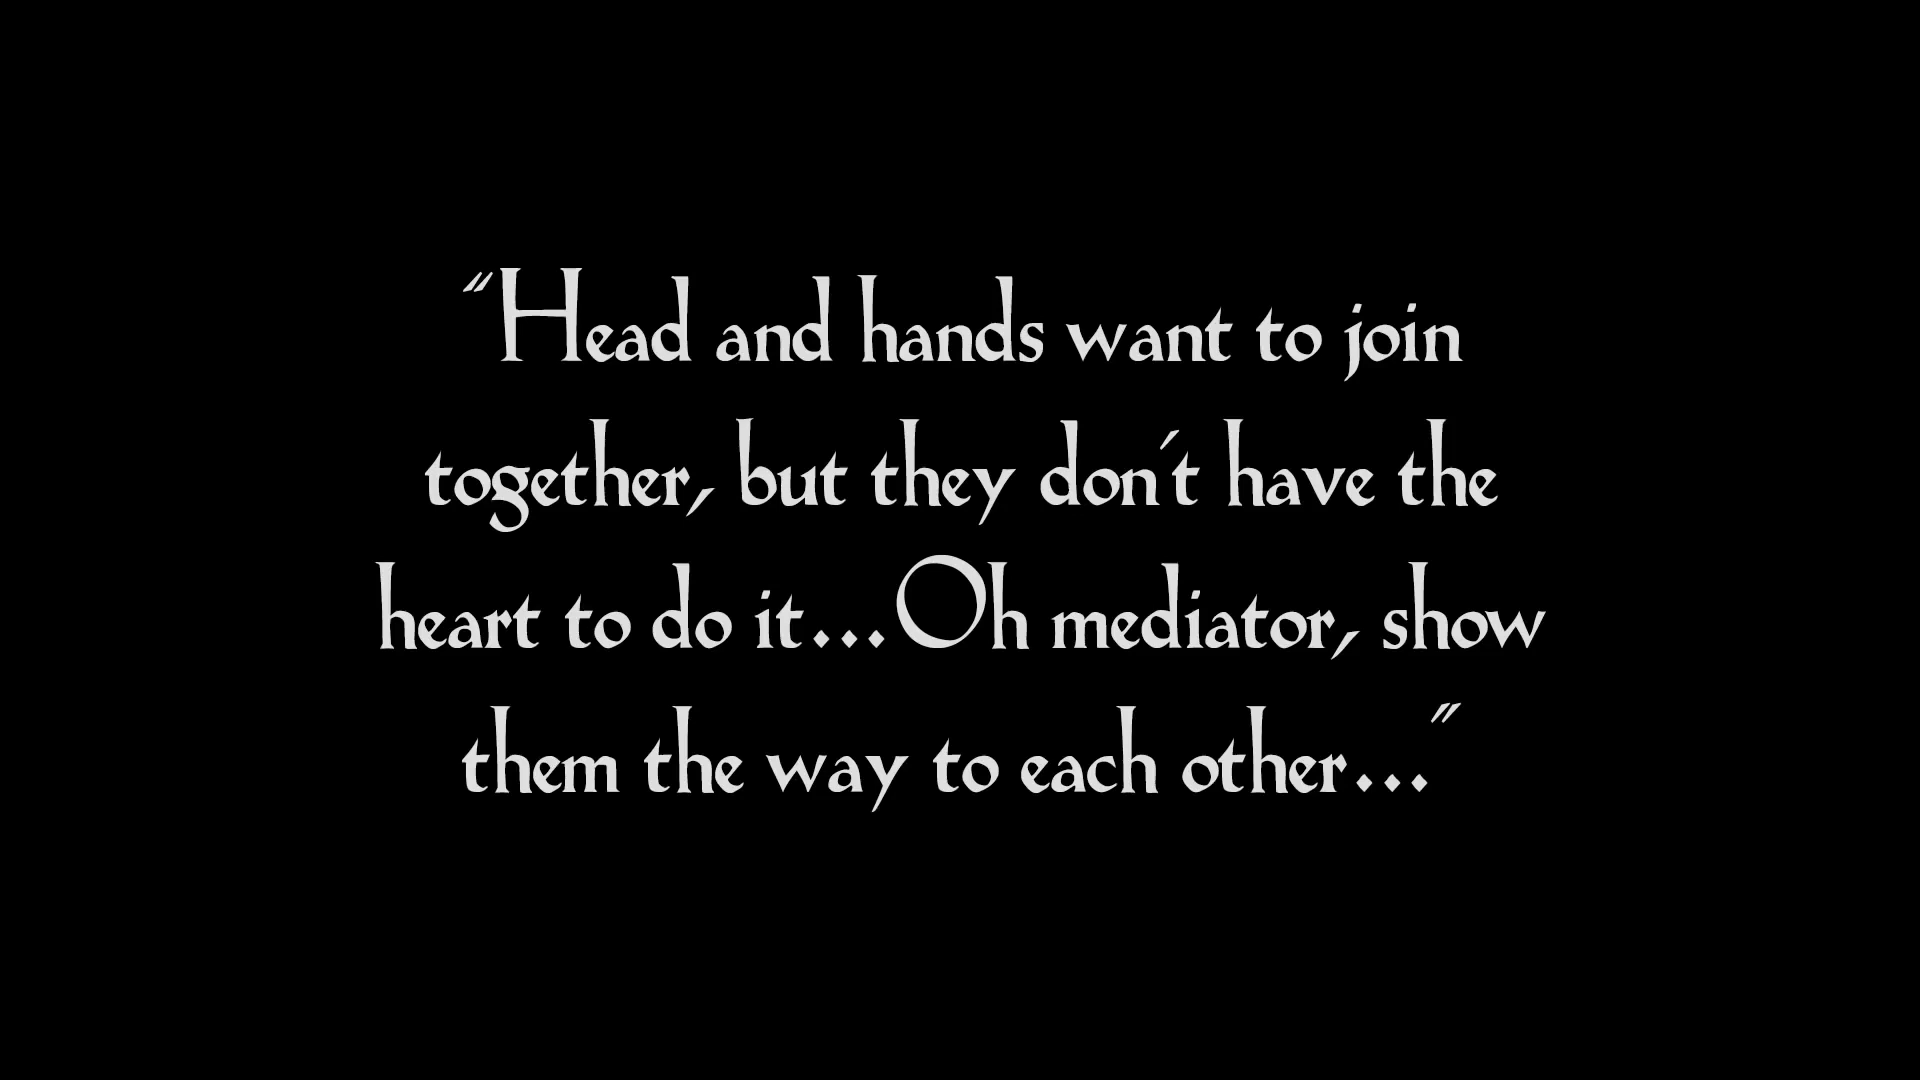 "Head and hands want to join
together, but they don't have the
heart to do it...Oh mediator, show
them the way to each other..."